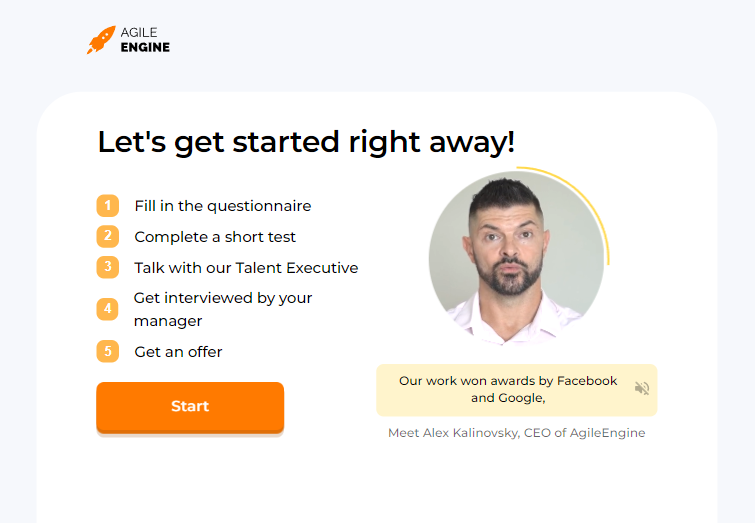 AGILE
ENGINE
Let's get started right away!
1 Fill in the questionnaire
2 Complete a short test
3 Talk with our Talent Executive
4 Get interviewed by your
manager
5 Get an offer
Start
Our work won awards by Facebook
and Google,
Meet Alex Kalinovsky, CEO of AgileEngine